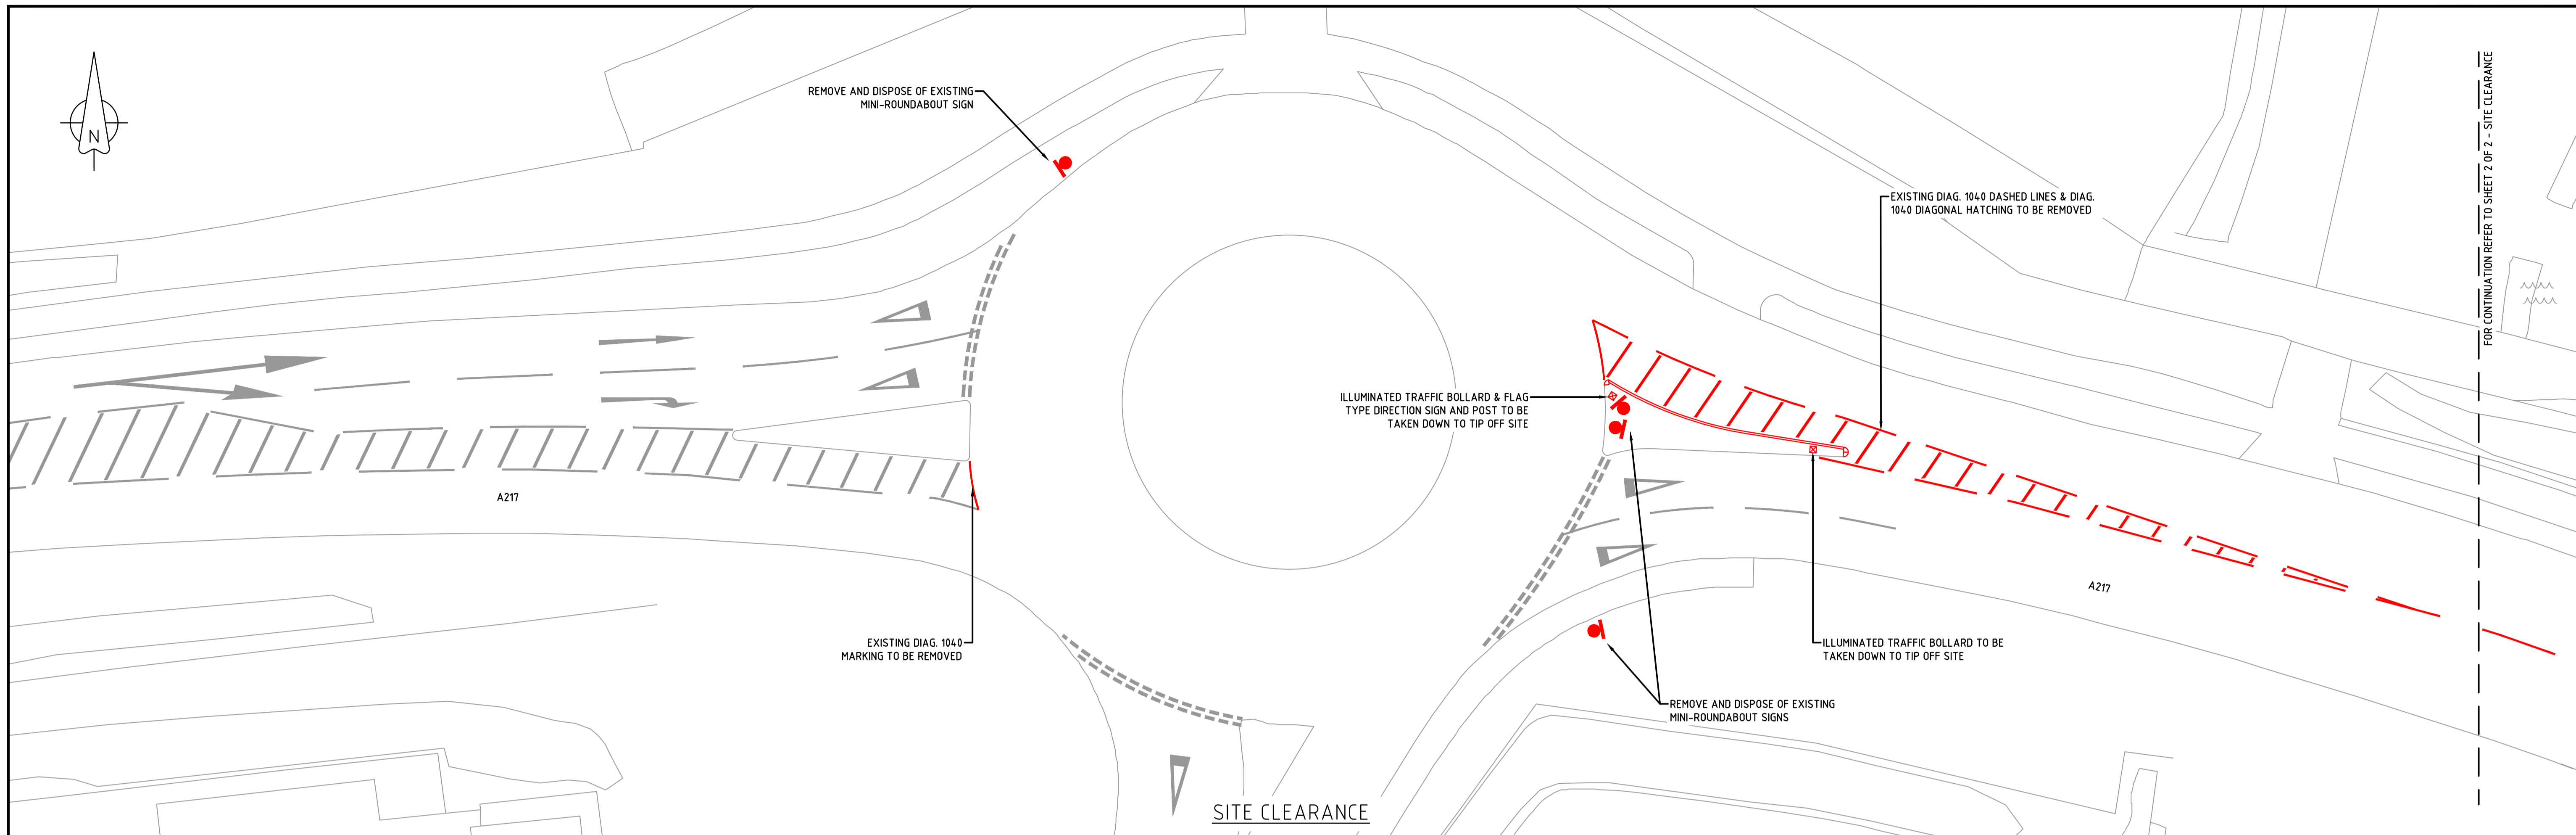 N
REMOVE AND DISPOSE OF EXISTING
MINI-ROUNDABOUT SIGN
EXISTING DIAG. 1040 DASHED LINES & DIAG.
1040 DIAGONAL HATCHING TO BE REMOVED
FOR CONTINUATION REFER TO SHEET 2 OF 2 - SITE CLEARANCE
ILLUMINATED TRAFFIC BOLLARD & FLAG
TYPE DIRECTION SIGN AND POST TO BE
TAKEN DOWN TO TIP OFF SITE
A217
A217
EXISTING DIAG. 1040
MARKING TO BE REMOVED
ILLUMINATED TRAFFIC BOLLARD TO BE
TAKEN DOWN TO TIP OFF SITE
REMOVE AND DISPOSE OF EXISTING
MINI-ROUNDABOUT SIGNS
SITE CLEARANCE